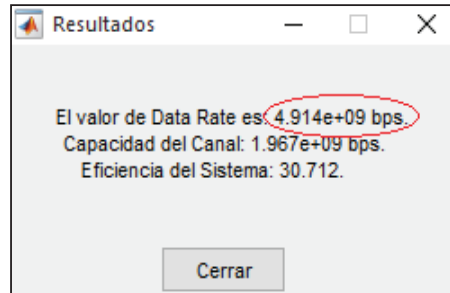 Resultados
El valor de Data Rate es: 4.914e+09 bps.
Capacidad del Canal: 1.967e+09 bps.
Eficiencia del Sistema: 30.712.
Cerrar